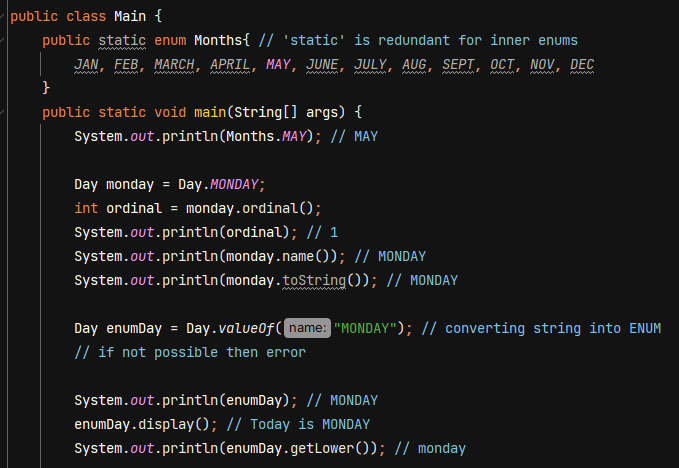 public class Main {
public static enum Months{ // 'static' is redundant for inner enums
JAN, FEB, MARCH, APRIL, MAY, JUNE, JULY, AUG, SEPT, OCT, NOV, DEC
}
public static void main(String[] args) {
System.out.println(Months.MAY); // MAY
Day monday = Day.MONDAY;
int ordinal = monday.ordinal();
System.out.println(ordinal); // 1
System.out.println(monday.name()); // MONDAY
System.out.println(monday.toString()); // MONDAY
Day enumDay = Day.valueOf( name: "MONDAY"); // converting string into ENUM
// if not possible then error
System.out.println(enumDay); // MONDAY
enumDay.display(); // Today is MONDAY
System.out.println(enumDay.getLower()); // monday